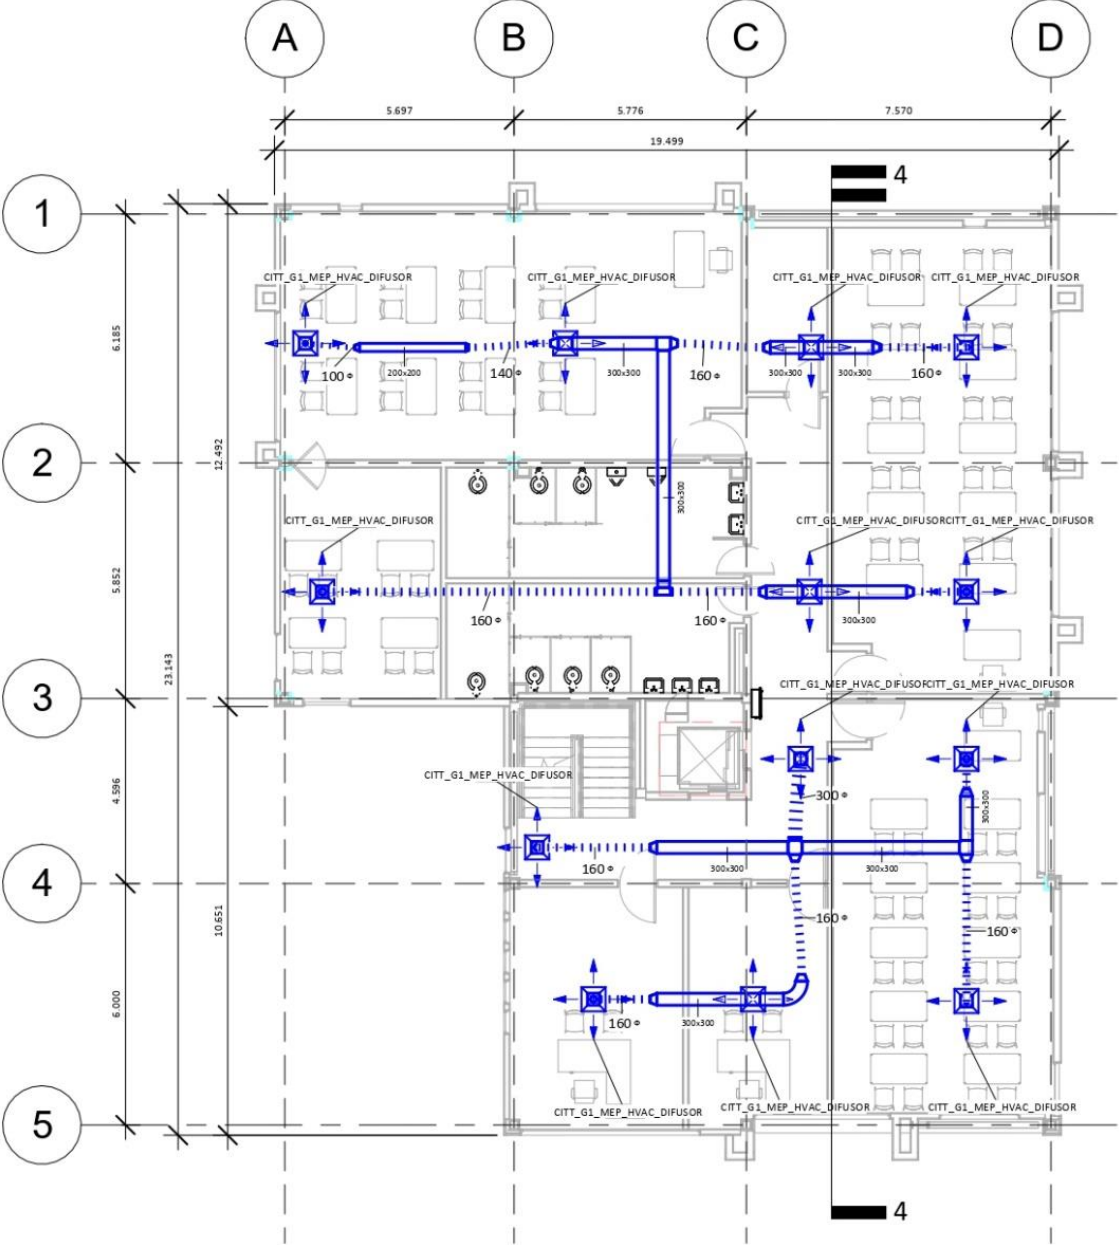 A B C D
5.697 5.776 7.570
19.499
4
1
CITT_G1_MEP_HVAC_DIFUSOR CITT_G1_MEP_HVAC_DIFUSOR CITT_G1_MEP_HVAC_DIFUSOR CITT_G1_MEP_HVAC_DIFUSOR
6.185
100 Φ 200x200 140 Φ 300x300 160 Φ 300x300 300x300 160 Φ
12.492
2
300x300
CITT_G1_MEP_HVAC_DIFUSOR CITT_G1_MEP_HVAC_DIFUSOR CITT_G1_MEP_HVAC_DIFUSOR
5.852
160 Φ 160 Φ 300x300
23.143
3
CITT_G1_MEP_HVAC_DIFUSOR CITT_G1_MEP_HVAC_DIFUSOR
4.596
CITT_G1_MEP_HVAC_DIFUSOR
300 Φ 300x300
160 Φ 300x300 300x300
4
10.651
160 Φ 160 Φ
6.000
160 Φ 300x300
CITT_G1_MEP_HVAC_DIFUSOR CITT_G1_MEP_HVAC_DIFUSOR CITT_G1_MEP_HVAC_DIFUSOR
5
4